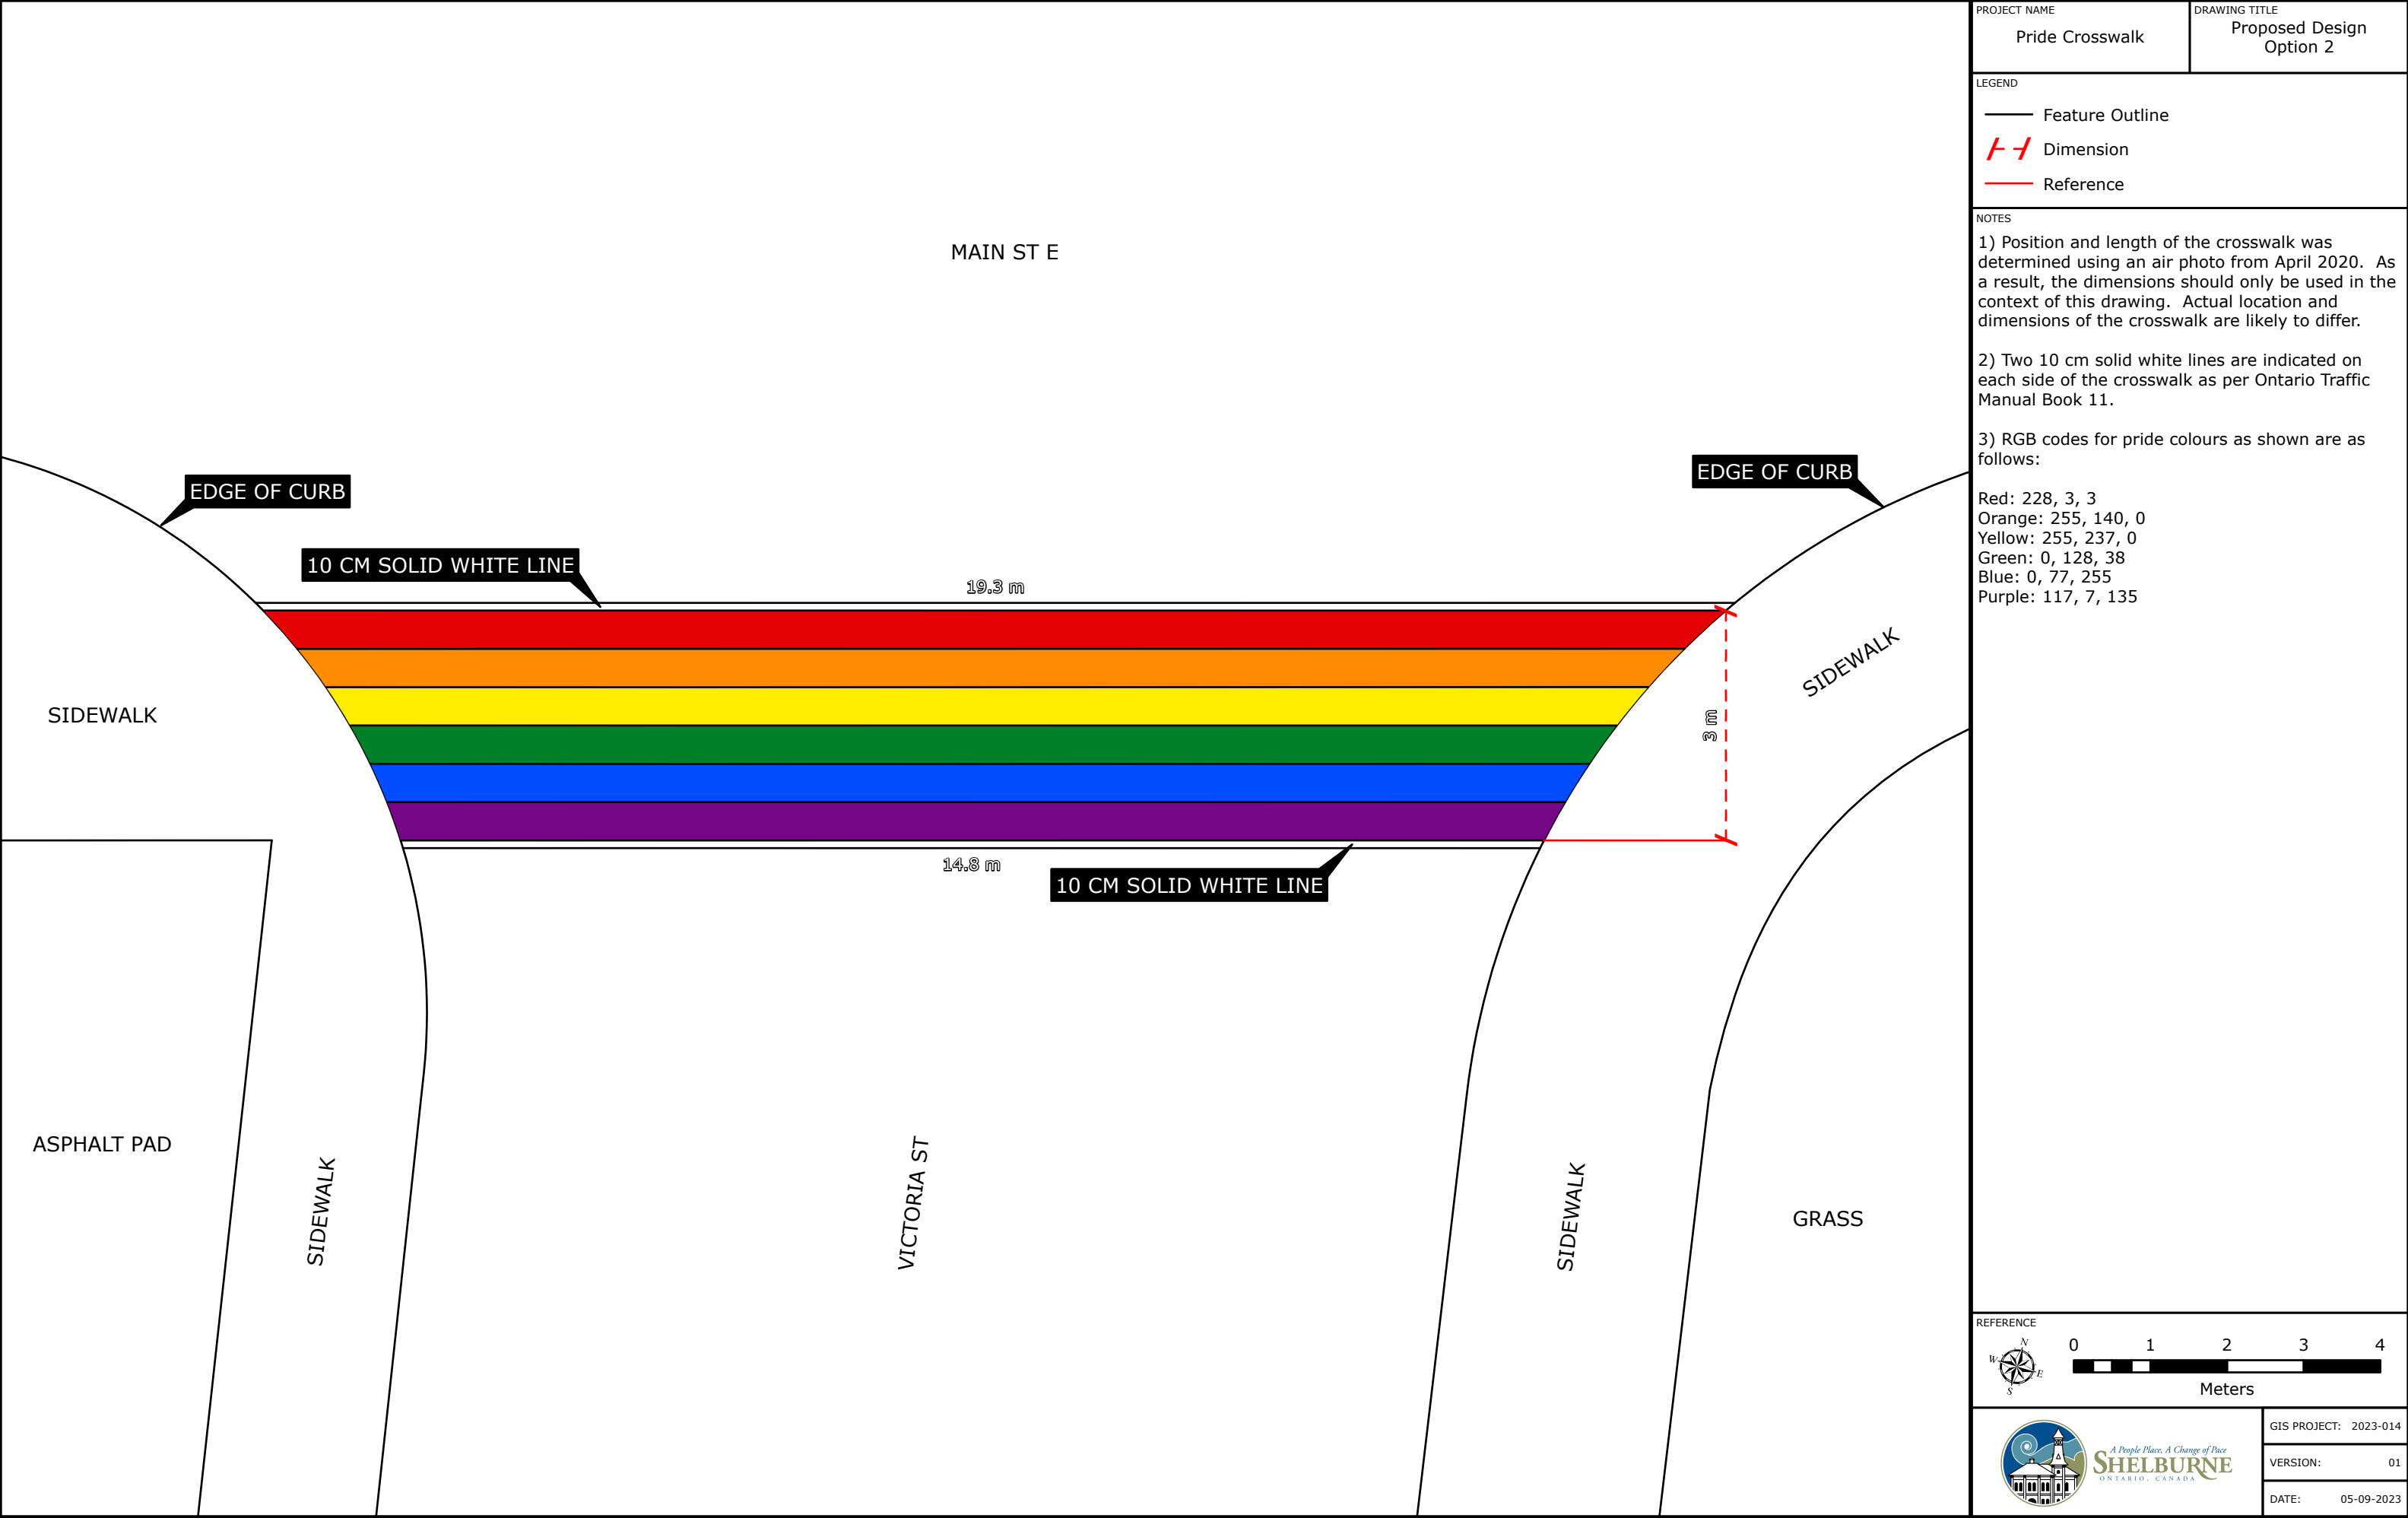 MAIN ST E
EDGE OF CURB
EDGE OF CURB
10 CM SOLID WHITE LINE
19.3 m
SIDEWALK
SIDEWALK
3 m
14.8 m
10 CM SOLID WHITE LINE
ASPHALT PAD
SIDEWALK
VICTORIA ST
SIDEWALK
GRASS
PROJECT NAME
Pride Crosswalk
DRAWING TITLE
Proposed Design
Option 2
LEGEND
Feature Outline
Dimension
Reference
NOTES
1) Position and length of the crosswalk was
determined using an air photo from April 2020. As
a result, the dimensions should only be used in the
context of this drawing. Actual location and
dimensions of the crosswalk are likely to differ.
2) Two 10 cm solid white lines are indicated on
each side of the crosswalk as per Ontario Traffic
Manual Book 11.
3) RGB codes for pride colours as shown are as
follows:
Red: 228, 3, 3
Orange: 255, 140, 0
Yellow: 255, 237, 0
Green: 0, 128, 38
Blue: 0, 77, 255
Purple: 117, 7, 135
REFERENCE
N
W
E
S
0 1 2 3 4
Meters
A People Place, A Change of Pace
SHELBURNE
ONTARIO, CANADA
GIS PROJECT: 2023-014
VERSION: 01
DATE: 05-09-2023